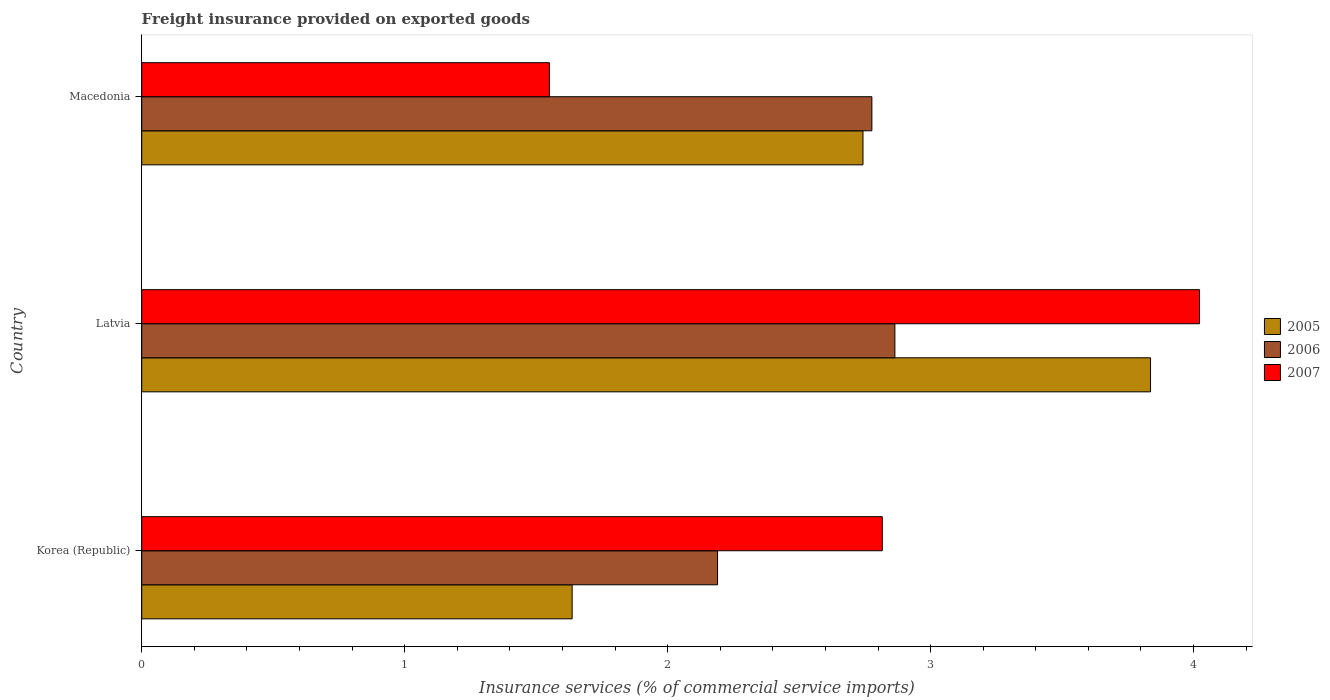 Freight insurance provided on exported goods
Macedonia
Latvia
Korea (Republic)
Country
0
1
2
3
4
Insurance services (% of commercial service imports)
2005
2006
2007